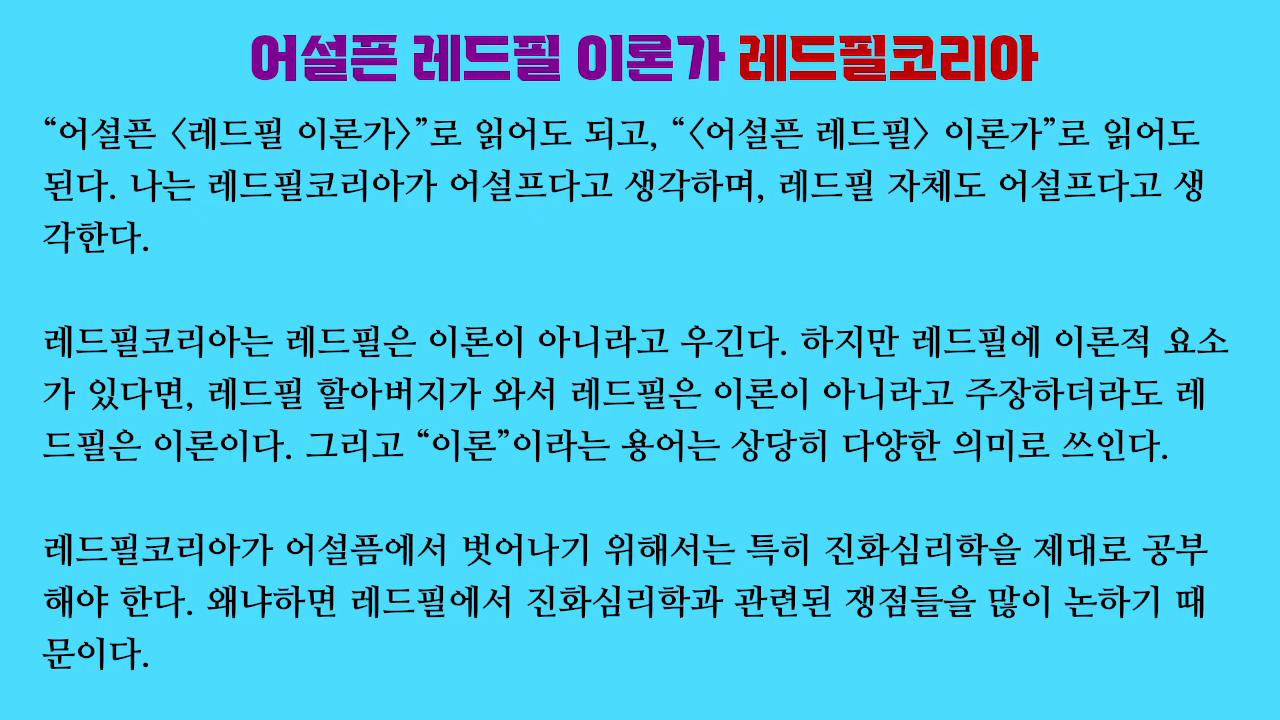 어설픈 레드필 이론가 레드필코리아
“어설픈 〈레드필 이론가〉”로 읽어도 되고, “〈어설픈 레드필〉 이론가”로 읽어도
된다. 나는 레드필코리아가 어설프다고 생각하며, 레드필 자체도 어설프다고 생
각한다.
레드필코리아는 레드필은 이론이 아니라고 우긴다. 하지만 레드필에 이론적 요소
가 있다면, 레드필 할아버지가 와서 레드필은 이론이 아니라고 주장하더라도 레
드필은 이론이다. 그리고 “이론”이라는 용어는 상당히 다양한 의미로 쓰인다.
레드필코리아가 어설픔에서 벗어나기 위해서는 특히 진화심리학을 제대로 공부
해야 한다. 왜냐하면 레드필에서 진화심리학과 관련된 쟁점들을 많이 논하기 때
문이다.